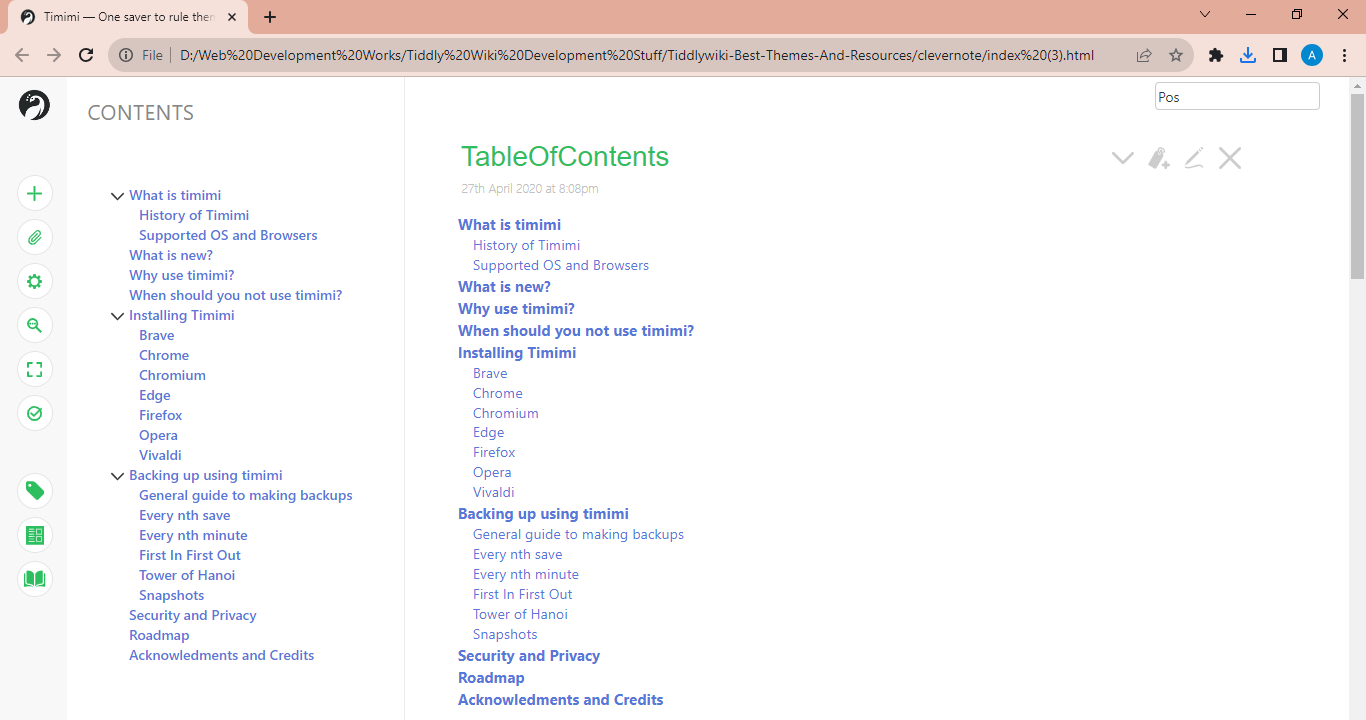 Timimi — One saver to rule then
File
D:/Web%20Development%20Works/Tiddly%20Wiki%20Development%20Stuff/Tiddlywiki-Best-Themes-And-Resources/clevernote/index%20(3).html
A
Pos
CONTENTS
What is timimi
History of Timimi
Supported OS and Browsers
What is new?
Why use timimi?
When should you not use timimi?
Installing Timimi
Brave
Chrome
Chromium
Edge
Firefox
Opera
Vivaldi
Backing up using timimi
General guide to making backups
Every nth save
Every nth minute
First In First Out
Tower of Hanoi
Snapshots
Security and Privacy
Roadmap
Acknowledments and Credits
TableOfContents
27th April 2020 at 8:08pm
What is timimi
History of Timimi
Supported OS and Browsers
What is new?
Why use timimi?
When should you not use timimi?
Installing Timimi
Brave
Chrome
Chromium
Edge
Firefox
Opera
Vivaldi
Backing up using timimi
General guide to making backups
Every nth save
Every nth minute
First In First Out
Tower of Hanoi
Snapshots
Security and Privacy
Roadmap
Acknowledments and Credits